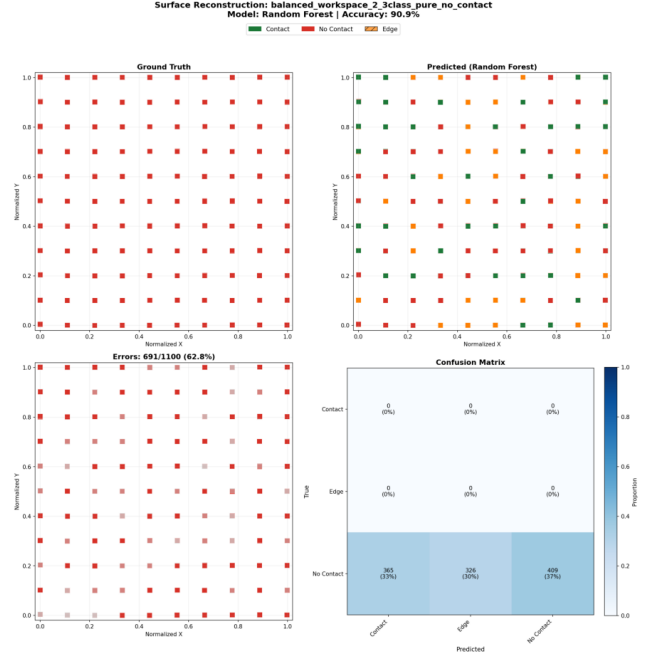 Surface Reconstruction: balanced_workspace_2_3class_pure_no_contact
Model: Random Forest | Accuracy: 90.9%
Contact No Contact Edge
Ground Truth
Normalized Y
1.0
0.8
0.6
0.4
0.2
0.0
0.0 0.2 0.4 0.6 0.8 1.0
Normalized X
Predicted (Random Forest)
Normalized Y
1.0
0.8
0.6
0.4
0.2
0.0
0.0 0.2 0.4 0.6 0.8 1.0
Normalized X
Errors: 691/1100 (62.8%)
Normalized Y
1.0
0.8
0.6
0.4
0.2
0.0
0.0 0.2 0.4 0.6 0.8 1.0
Normalized X
Confusion Matrix
True
Contact
0 0 0
(0%) (0%) (0%)
Edge
0 0 0
(0%) (0%) (0%)
No Contact
365 326 409
(33%) (30%) (37%)
Contact Edge No Contact
Predicted
1.0
0.8
0.6
0.4
0.2
0.0
Proportion